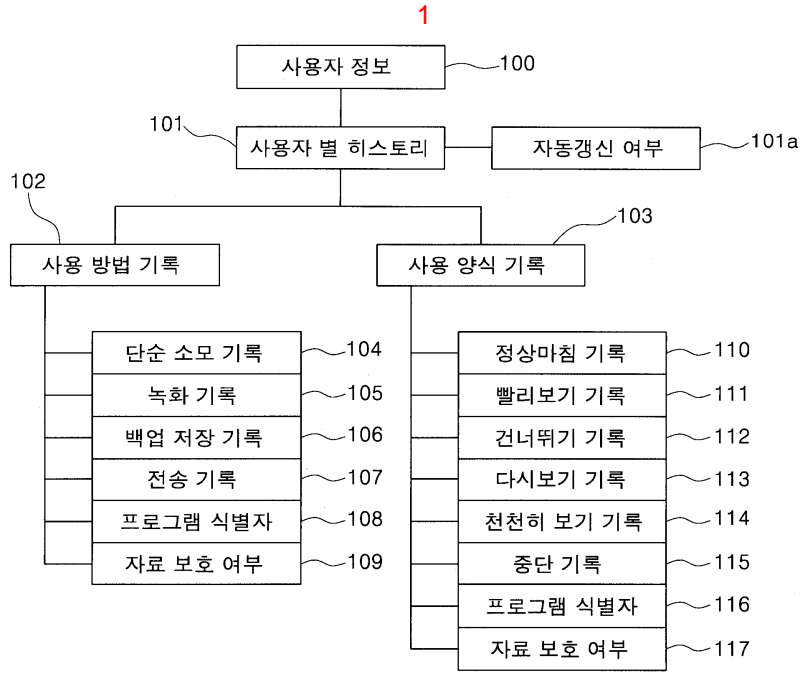 1
사용자 정보 100
101 사용자 별 히스토리 자동갱신 여부 101a
102 103
사용 방법 기록 사용 양식 기록
단순 소모 기록 104 정상마침 기록 110
녹화 기록 105 빨리보기 기록 111
백업 저장 기록 106 건너뛰기 기록 112
전송 기록 107 다시보기 기록 113
프로그램 식별자 108 천천히 보기 기록 114
자료 보호 여부 109 중단 기록 115
프로그램 식별자 116
자료 보호 여부 117